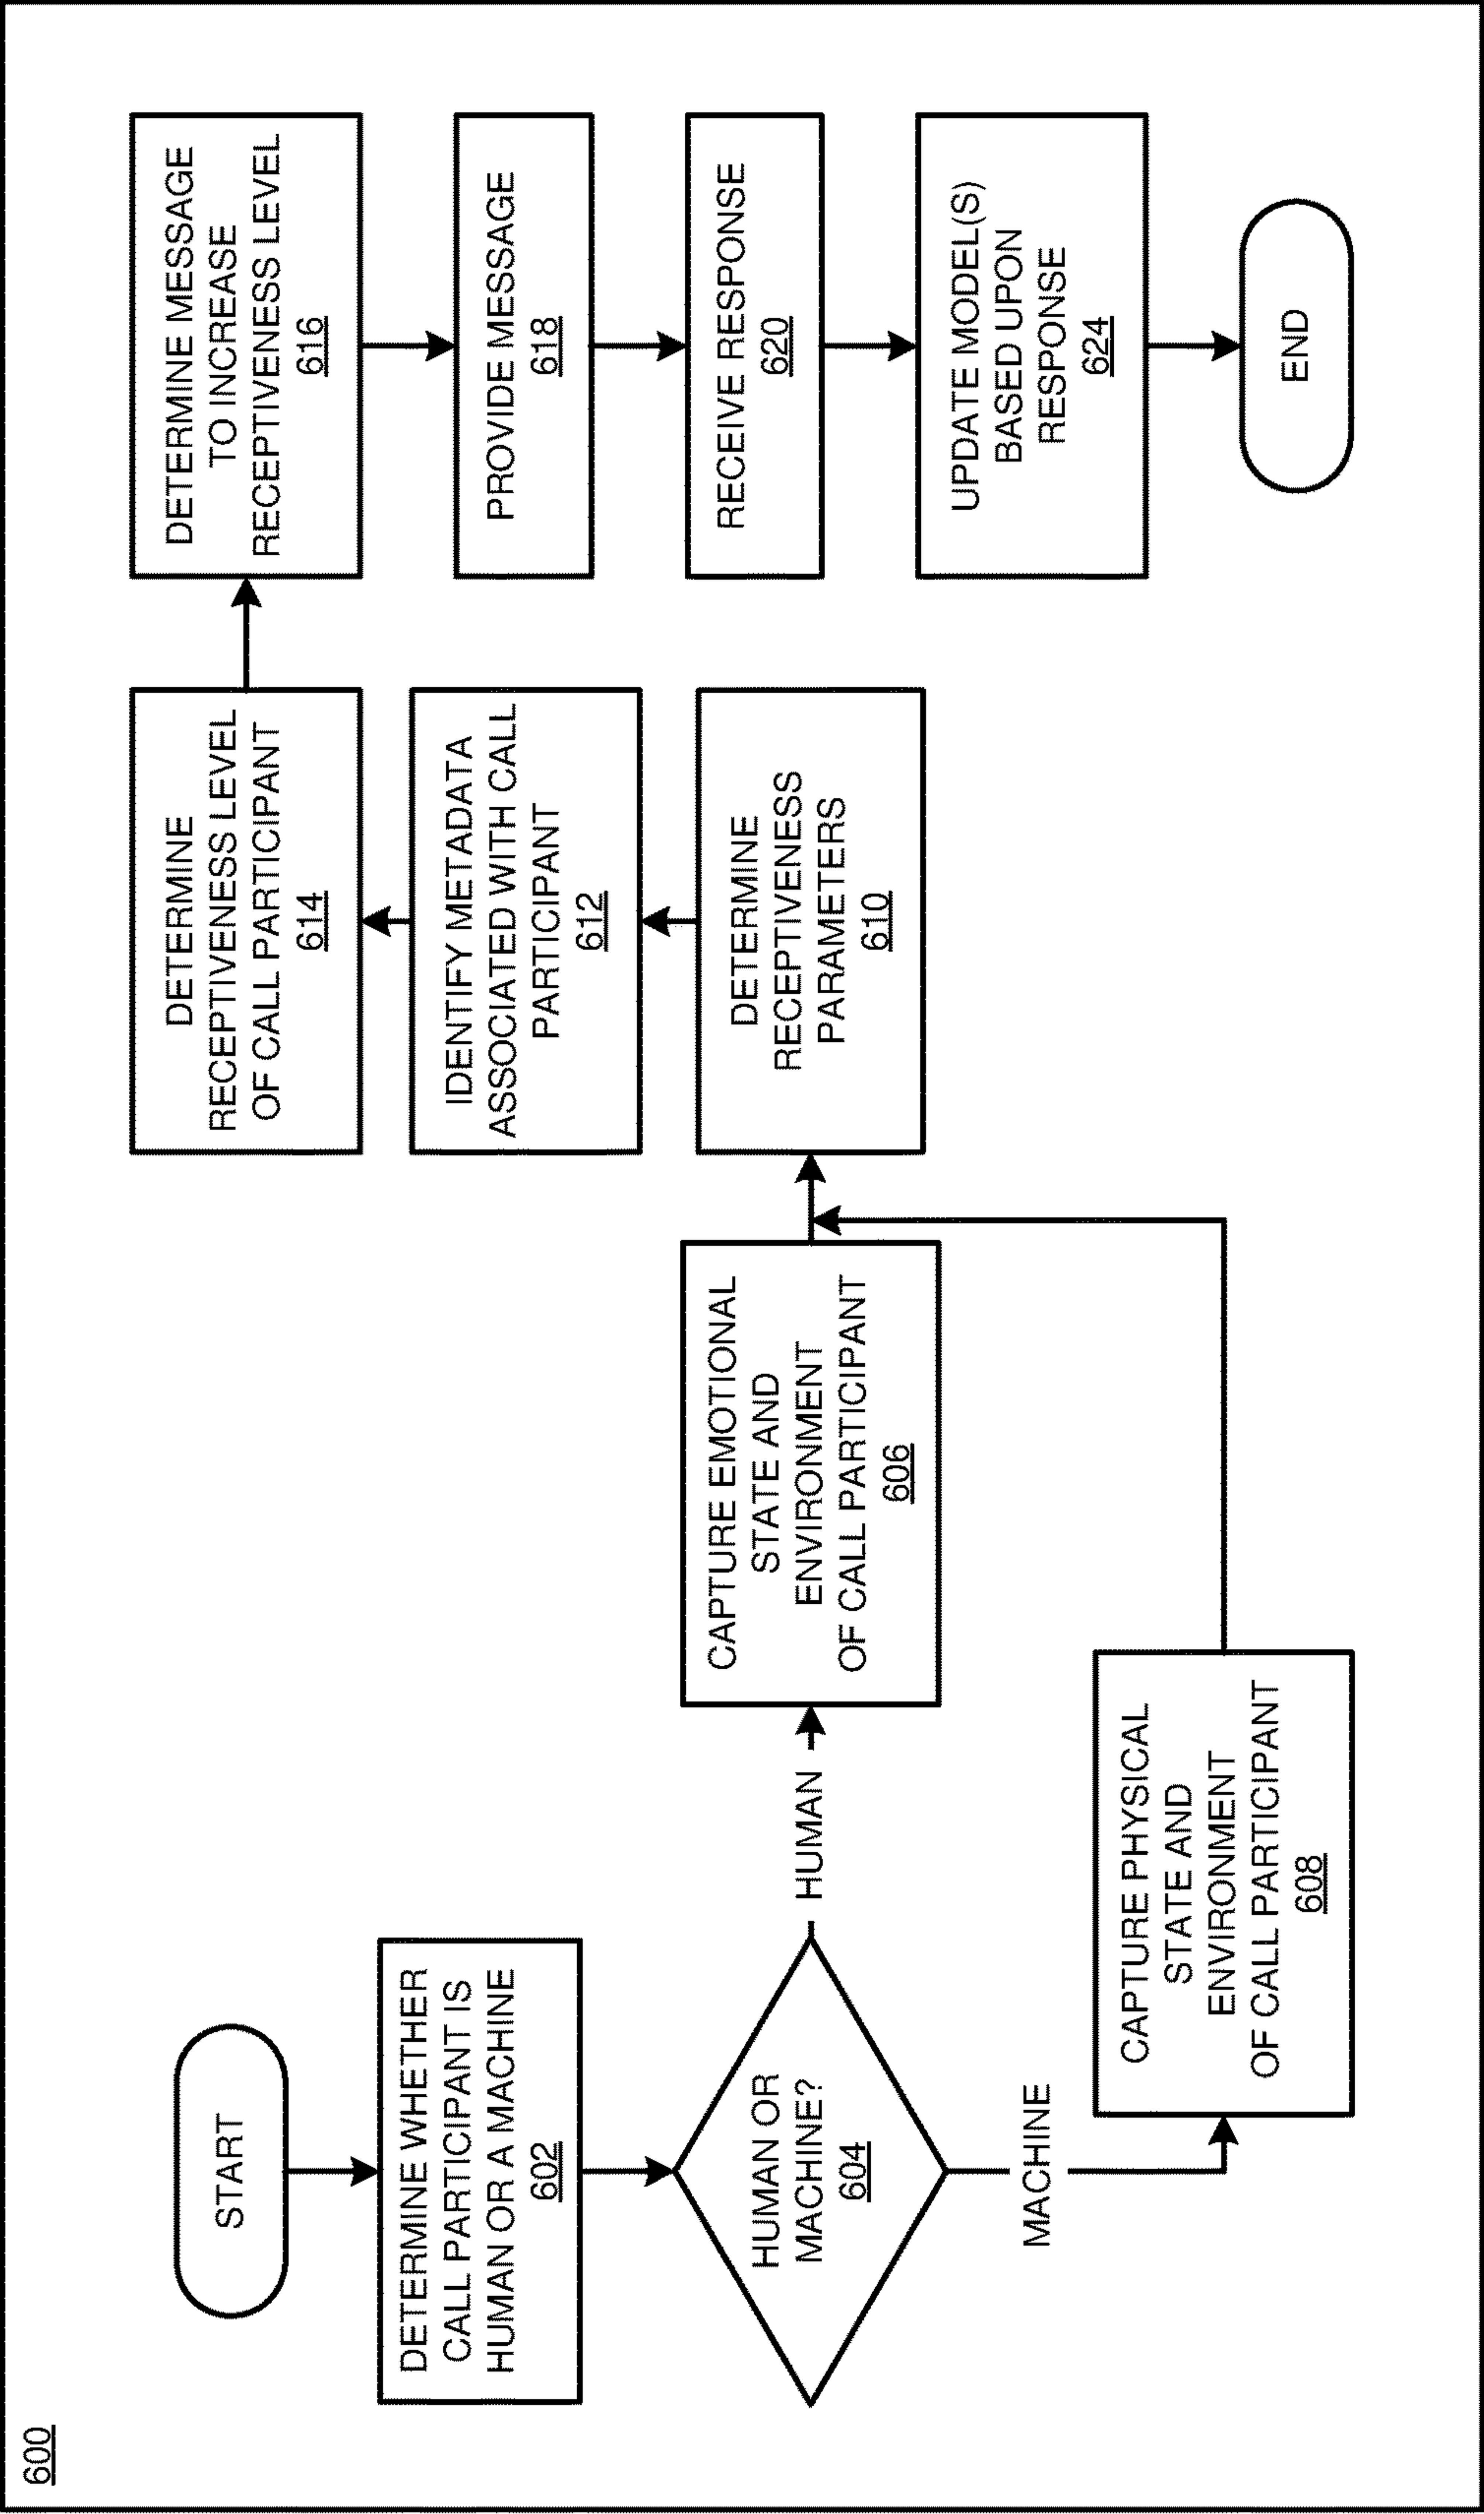 600
START
DETERMINE WHETHER
CALL PARTICIPANT IS
HUMAN OR A MACHINE
602
HUMAN OR
MACHINE?
604
HUMAN
MACHINE
CAPTURE EMOTIONAL
STATE AND
ENVIRONMENT
OF CALL PARTICIPANT
606
CAPTURE PHYSICAL
STATE AND
ENVIRONMENT
OF CALL PARTICIPANT
608
DETERMINE
RECEPTIVENESS
PARAMETERS
610
IDENTIFY METADATA
ASSOCIATED WITH CALL
PARTICIPANT
612
DETERMINE
RECEPTIVENESS LEVEL
OF CALL PARTICIPANT
614
DETERMINE MESSAGE
TO INCREASE
RECEPTIVENESS LEVEL
616
PROVIDE MESSAGE
618
RECEIVE RESPONSE
620
UPDATE MODEL(S)
BASED UPON
RESPONSE
624
END